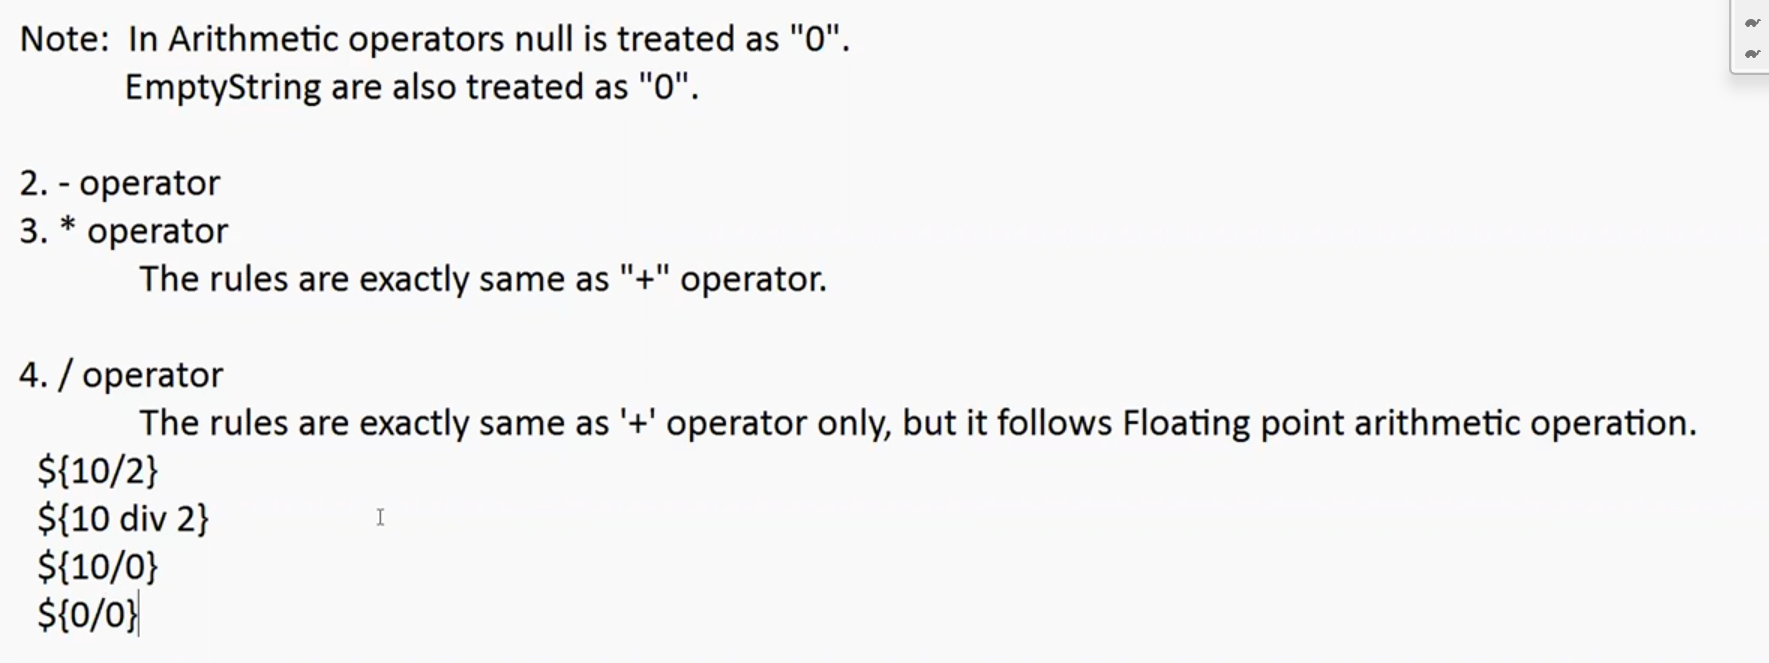 Note: In Arithmetic operators null is treated as "0".
EmptyString are also treated as "0".
2. - operator
3. * operator
The rules are exactly same as "+" operator.
4. / operator
The rules are exactly same as '+' operator only, but it follows Floating point arithmetic operation.
${10/2}
${10 div 2}
${10/0}
${0/0}